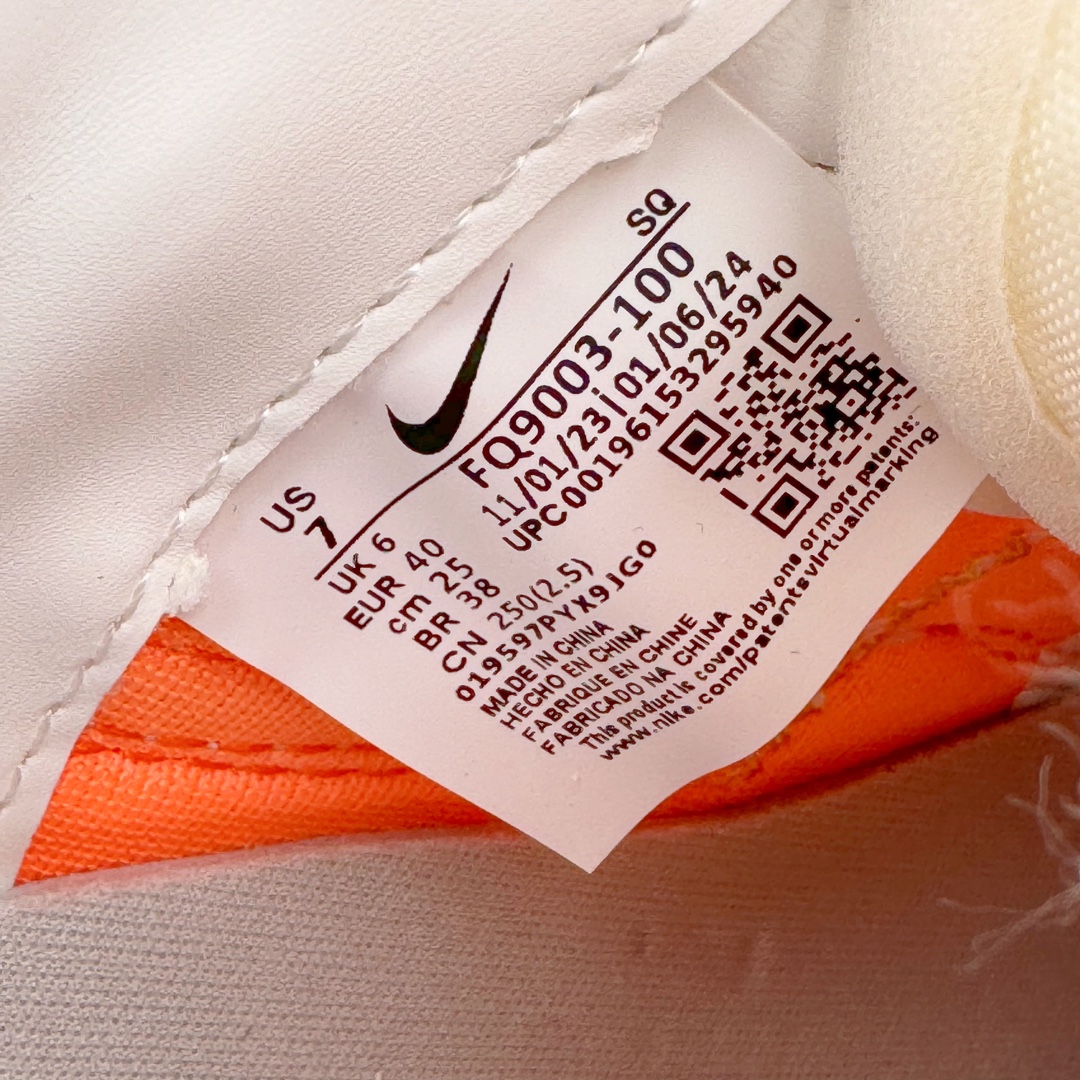 SQ
US
7
FQ9003-100
11/01/23|01/06/24
UPC00196153295940
UK 6
EUR 40
cm 25
BR 38
CN 250(2.5)
019597PYX9jGo
MADE IN CHINA
HECHO EN CHINA
FABRIQUE EN CHINE
FABRICADO NA CHINA
This product is covered by one or more patents:
www.nike.com/patentsvirtualmarking